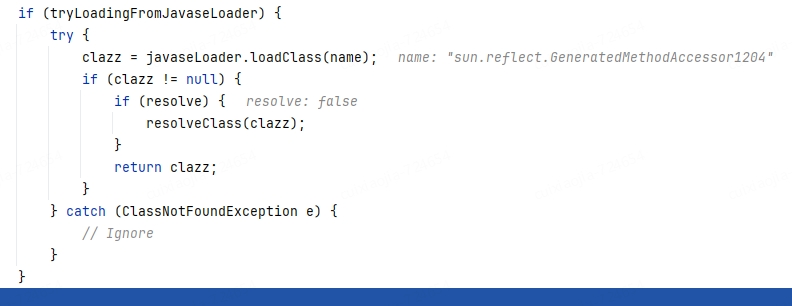 if (tryLoadingFromJavaseLoader) {
try {
clazz = javaseLoader.loadClass(name);   name: "sun.reflect.GeneratedMethodAccessor1204"
if (clazz != null) {
if (resolve) {   resolve: false
resolveClass(clazz);
}
return clazz;
}
} catch (ClassNotFoundException e) {
// Ignore
}
}